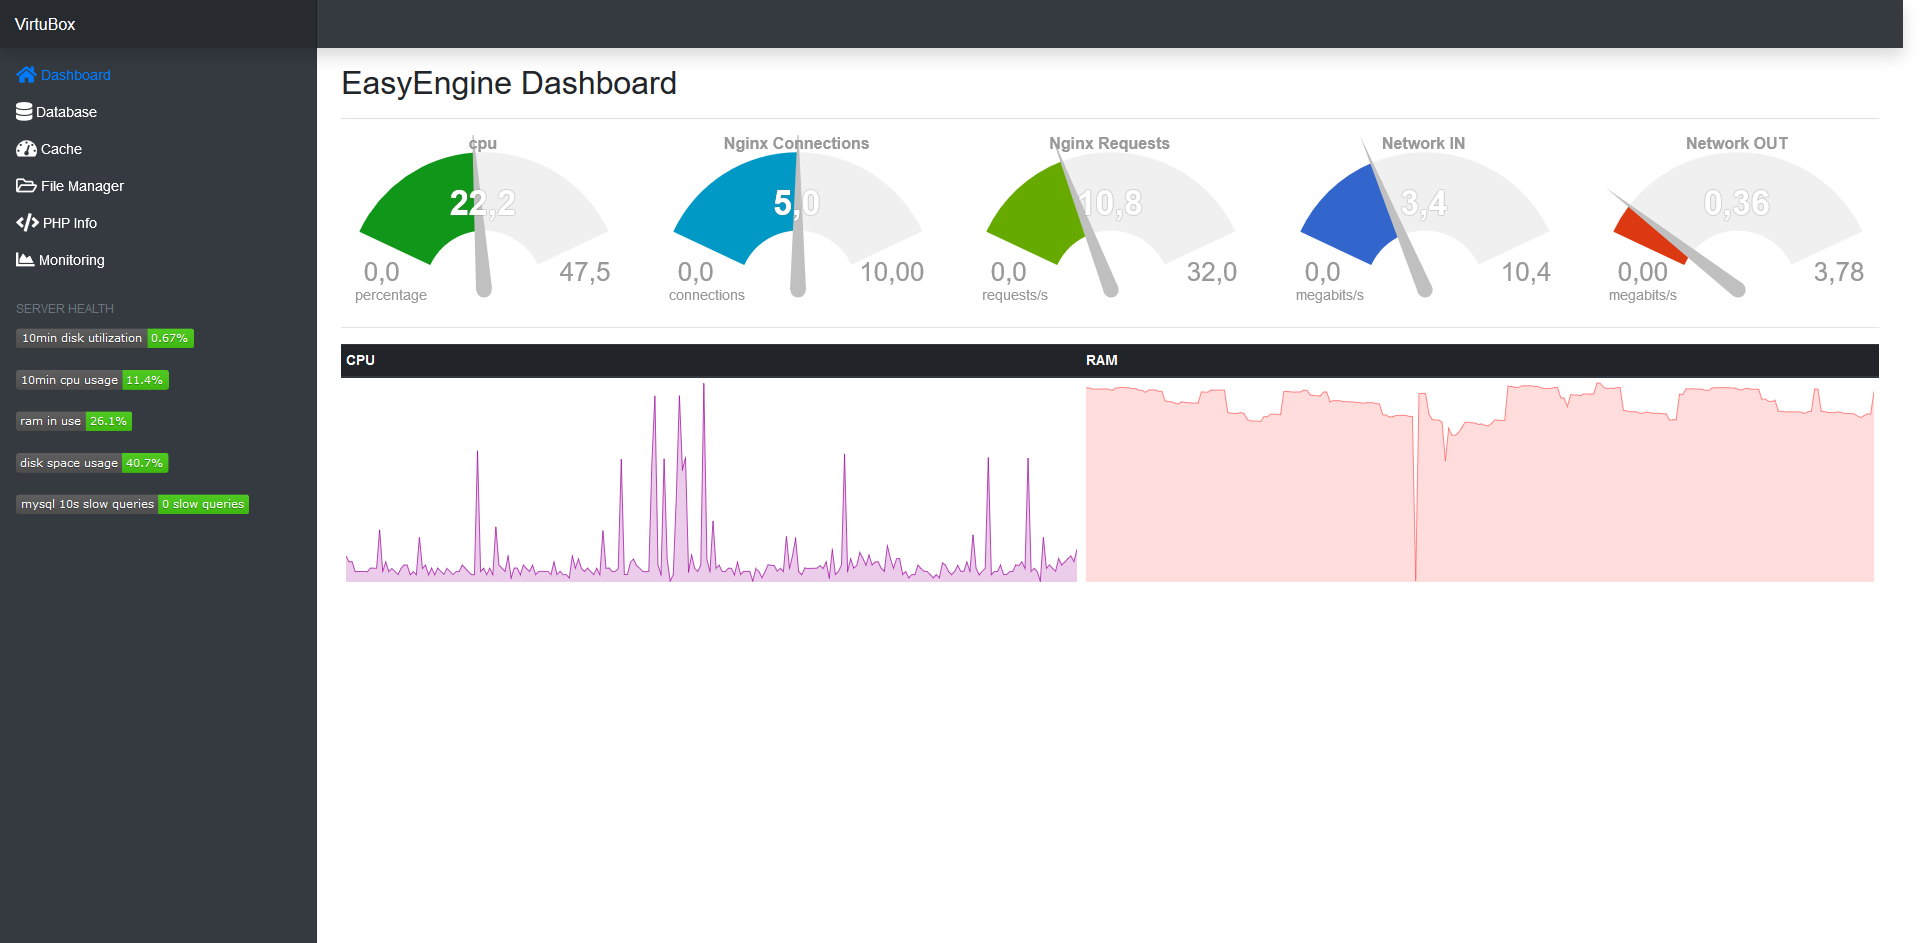 VirtuBox
Dashboard
Database
Cache
File Manager
PHP Info
Monitoring
SERVER HEALTH
10min disk utilization 0.67%
10min cpu usage 11.4%
ram in use 26.1%
disk space usage 40.7%
mysql 10s slow queries 0 slow queries
EasyEngine Dashboard
cpu
22,2
0,0 47,5
percentage
Nginx Connections
5,0
0,0 10,00
connections
Nginx Requests
10,8
0,0 32,0
requests/s
Network IN
3,4
0,0 10,4
megabits/s
Network OUT
0,36
0,00 3,78
megabits/s
CPU RAM